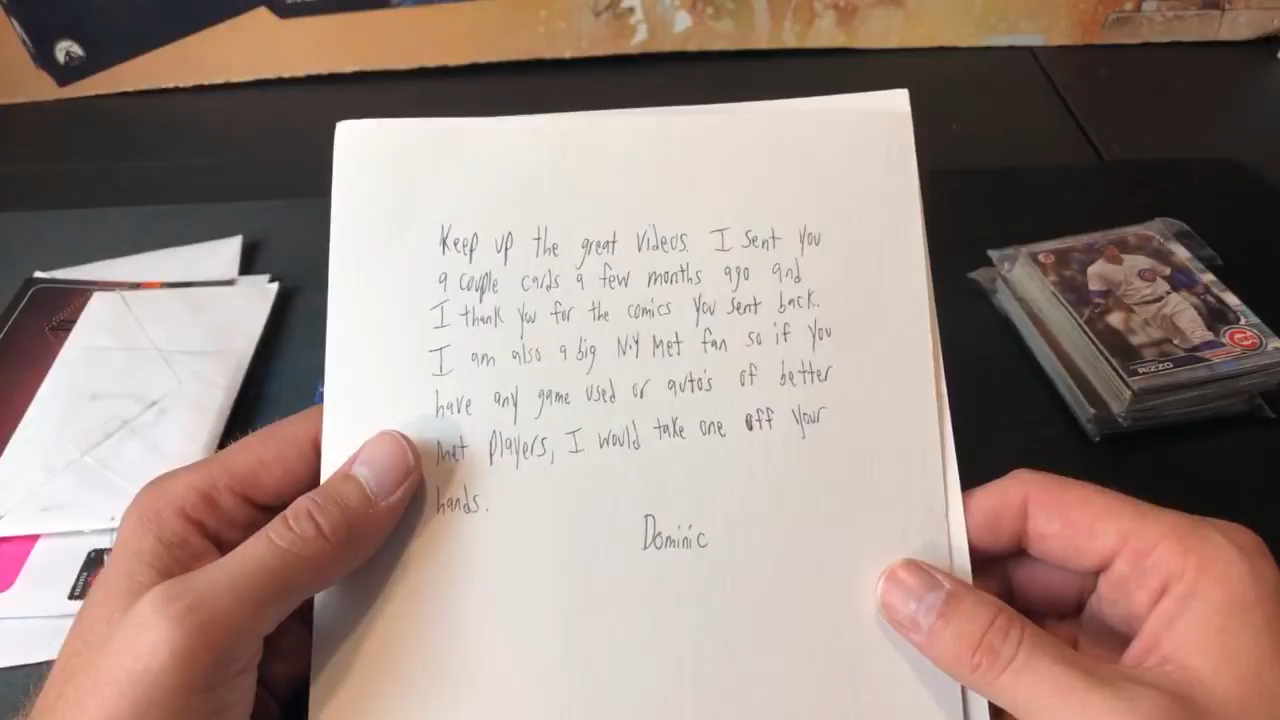 Keep up the great videos. I sent you
a couple cards a few months ago and
I thank you for the comics you sent back.
I am also a big N.Y Met fan so if you
have any game used or auto's of better
Met players, I would take one off your
hands.
Dominic
RIZZO